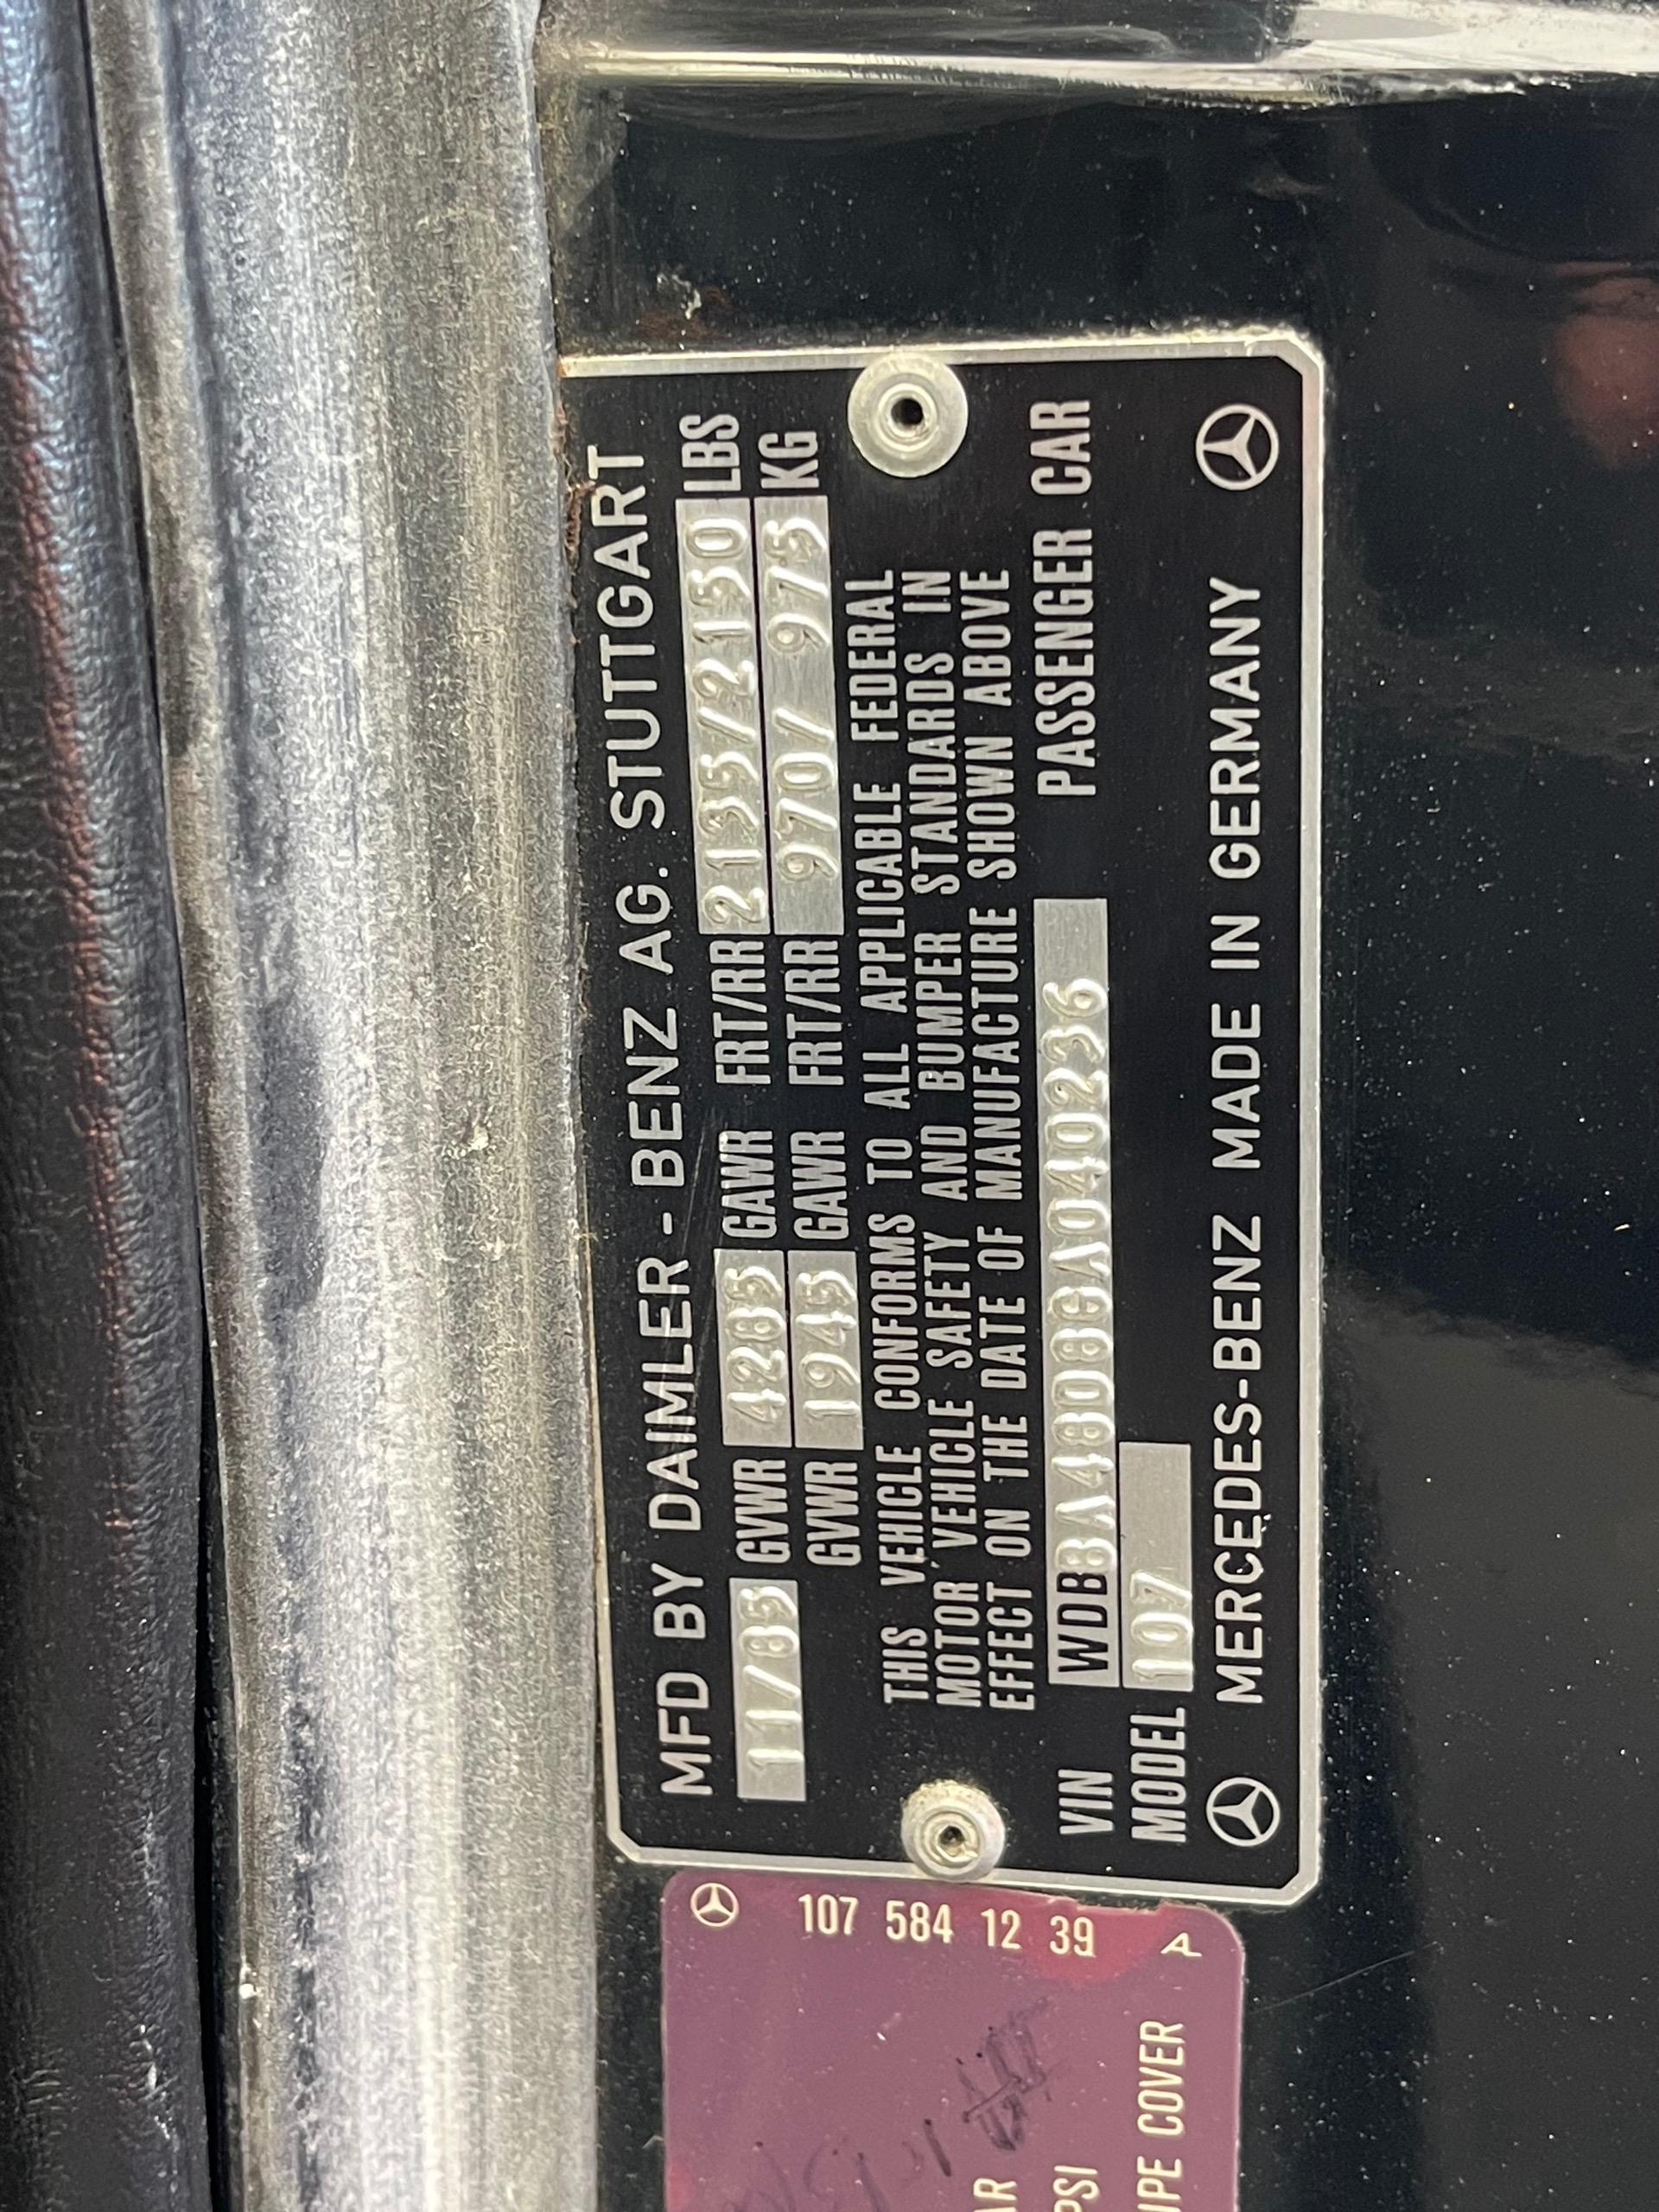 MFD BY DAIMLER - BENZ AG. STUTTGART
11/85 GVWR 4285 GAWR FRT/RR 2135/2150 LBS
GVWR 1945 GAWR FRT/RR 970/ 975 KG
THIS VEHICLE CONFORMS TO ALL APPLICABLE FEDERAL
MOTOR VEHICLE SAFETY AND BUMPER STANDARDS IN
EFFECT ON THE DATE OF MANUFACTURE SHOWN ABOVE
VIN WDBBA48D8GA040236 PASSENGER CAR
MODEL 107
MERCEDES-BENZ MADE IN GERMANY
107 584 12 39 A
PSI
COVER